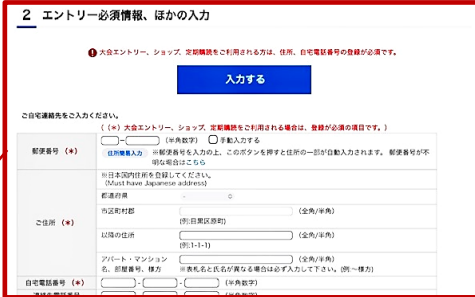 2 エントリー必須情報、ほかの入力
大会エントリー、ショップ、定期購読をご利用される方は、住所、自宅電話番号の登録が必須です。
入力する
ご自宅連絡先をご入力ください。
(（*）大会エントリー、ショップ、定期購読をご利用される場合は、登録が必須の項目です。)
郵便番号 （*）
- (半角数字) 手動入力する
住所簡易入力 ※郵便番号を入力の上、このボタンを押すと住所の一部が自動入力されます。 郵便番号が不
明な場合はこちら
ご住所 （*）
※日本国内住所を登録してください。
(Must have Japanese address)
都道府県
市区町村郡 (全角/半角)
(例:目黒区原町)
以降の住所 (全角/半角)
(例:1-1-1)
アパート・マンション (全角/半角)
名、部屋番号、様方 ※表札名と氏名が異なる場合は必ず入力して下さい。(例:~様方)
自宅電話番号 （*） - - (半角数字)